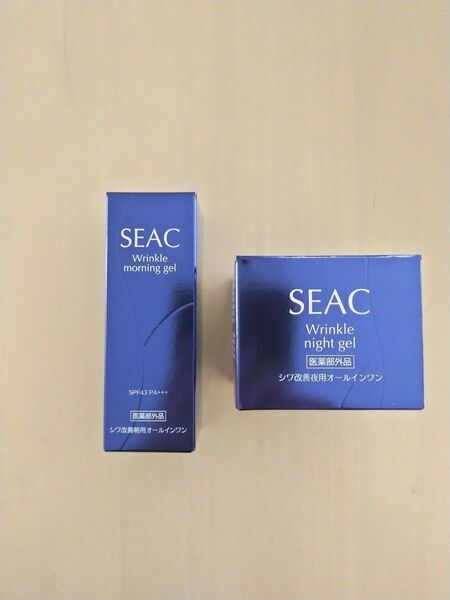 SEAC
Wrinkle
morning gel
SPF43 PA+++
医薬部外品
シワ改善朝用オールインワン
SEAC
Wrinkle
night gel
医薬部外品
シワ改善夜用オールインワン